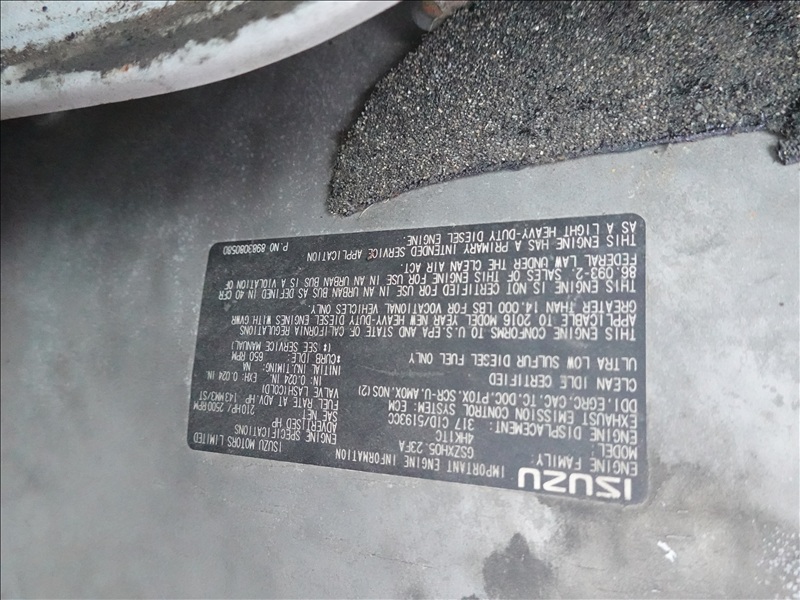 ISUZU
IMPORTANT ENGINE INFORMATION
ISUZU MOTORS LIMITED
ENGINE FAMILY: GSZXH05.23FA
MODEL: 4HK1TC
ENGINE DISPLACEMENT: 317 CID/5193CC
EXHAUST EMISSION CONTROL SYSTEM: ECM,
DDI, EGRC, CAC, TC, DOC, PTOX, SCR-U, AMOX, NOS (2)
CLEAN IDLE CERTIFIED
ULTRA LOW SULFUR DIESEL FUEL ONLY
ENGINE SPECIFICATIONS
ADVERTISED HP
SAE NET 210HP/ 2500RPM
FUEL RATE AT ADV. HP 143 MM3/ST
VALVE LASH(COLD)
IN: 0.024 IN EXH: 0.024 IN
INITIAL IN.TIMING: NA
*CURB IDLE: 650 RPM
(* SEE SERVICE MANUAL)
THIS ENGINE CONFORMS TO U.S.EPA AND STATE OF CALIFORNIA REGULATIONS
APPLICABLE TO 2016 MODEL YEAR NEW HEAVY-DUTY DIESEL ENGINES WITH GVWR
GREATER THAN 14,000 LBS FOR VOCATIONAL VEHICLES ONLY.
THIS ENGINE IS NOT CERTIFIED FOR USE IN AN URBAN BUS AS DEFINED IN 40 CFR
86.093-2. SALES OF THIS ENGINE FOR USE IN AN URBAN BUS IS A VIOLATION OF
FEDERAL LAW UNDER THE CLEAN AIR ACT.
THIS ENGINE HAS A PRIMARY INTENDED SERVICE APPLICATION
AS A LIGHT HEAVY-DUTY DIESEL ENGINE.
P.NO 8983080580